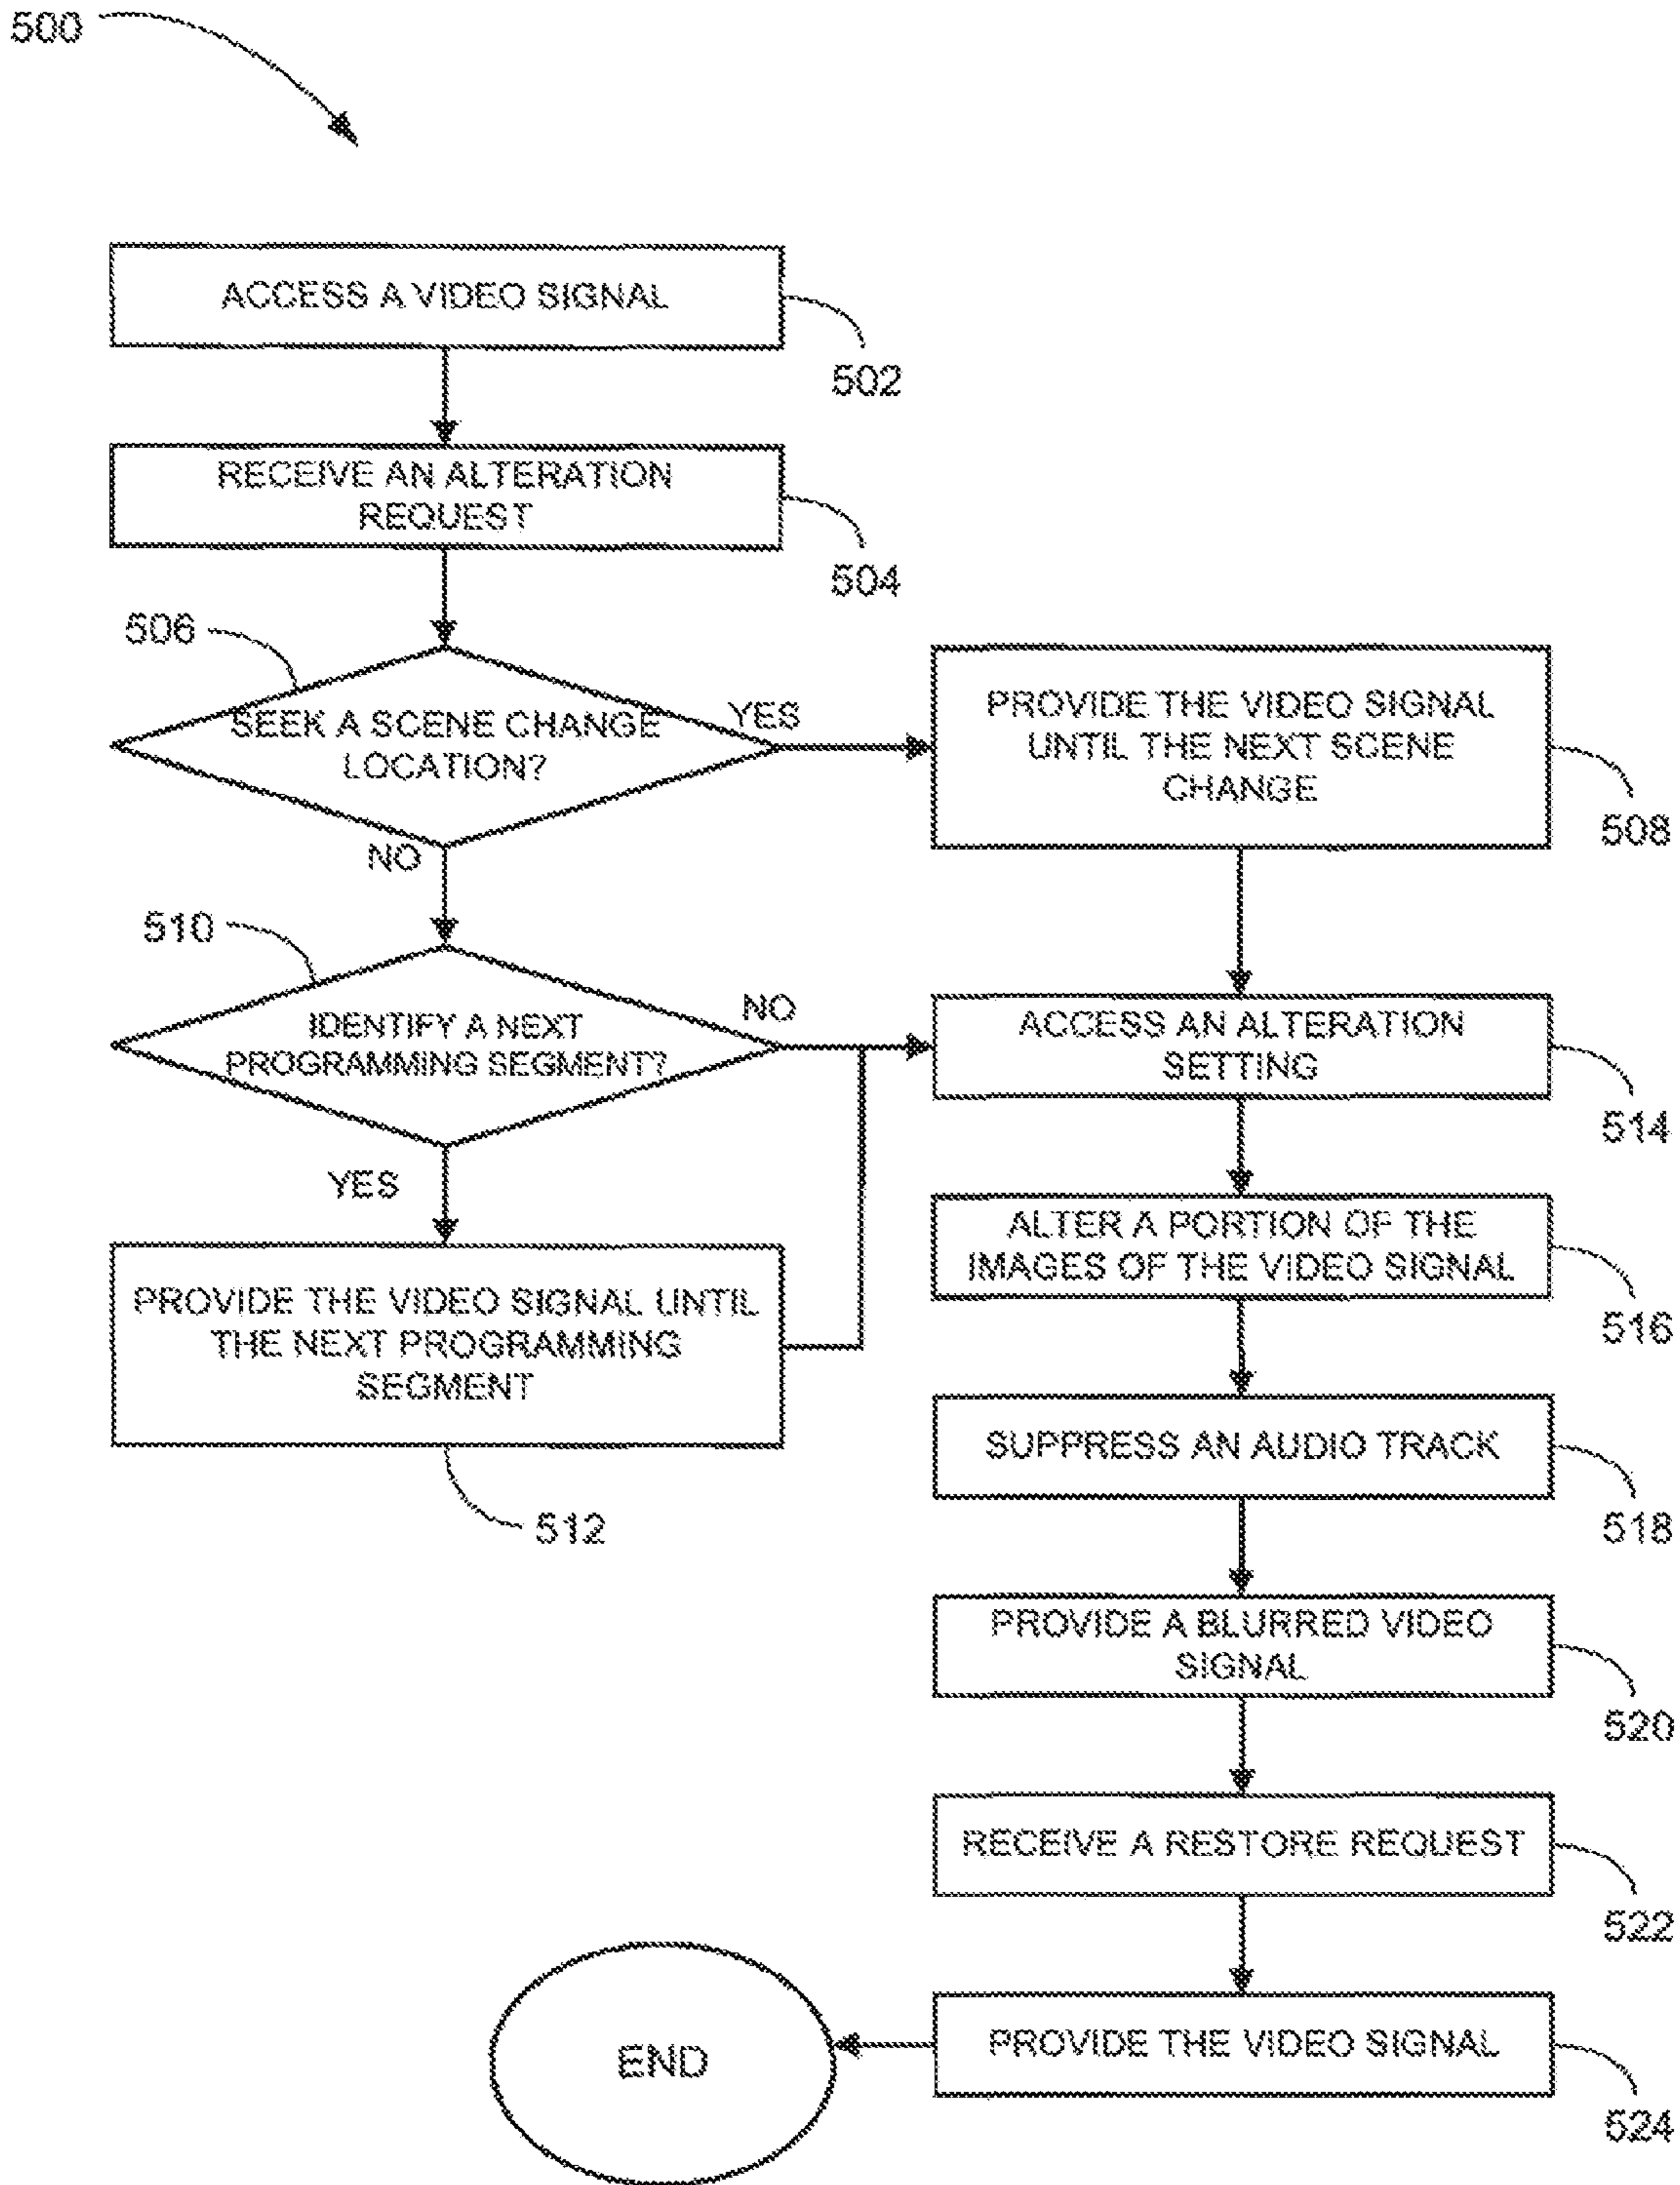 500
ACCESS A VIDEO SIGNAL
502
RECEIVE AN ALTERATION
REQUEST
504
506
SEEK A SCENE CHANGE
LOCATION?
YES
NO
PROVIDE THE VIDEO SIGNAL
UNTIL THE NEXT SCENE
CHANGE
508
510
IDENTIFY A NEXT
PROGRAMMING SEGMENT?
NO
YES
PROVIDE THE VIDEO SIGNAL UNTIL
THE NEXT PROGRAMMING
SEGMENT
512
ACCESS AN ALTERATION
SETTING
514
ALTER A PORTION OF THE
IMAGES OF THE VIDEO SIGNAL
516
SUPPRESS AN AUDIO TRACK
518
PROVIDE A BLURRED VIDEO
SIGNAL
520
RECEIVE A RESTORE REQUEST
522
PROVIDE THE VIDEO SIGNAL
524
END